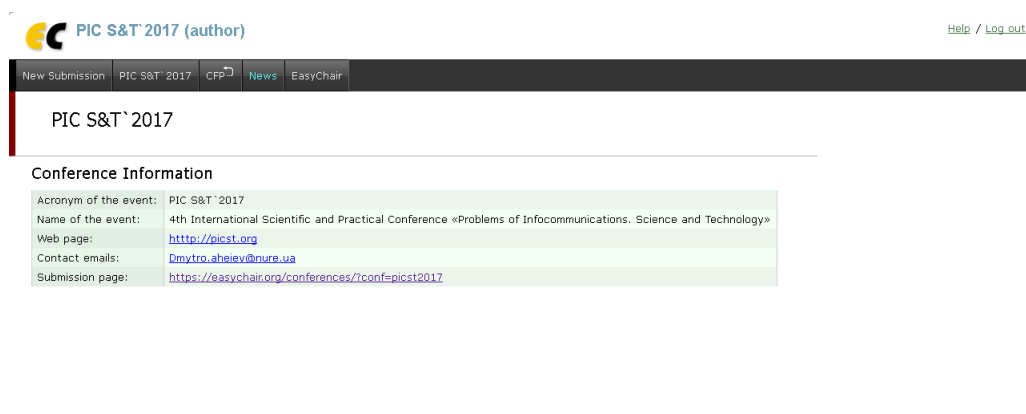 EC PIC S&T`2017 (author)
Help / Log out
New Submission PIC S&T`2017 CFP News EasyChair
PIC S&T`2017
Conference Information
Acronym of the event: PIC S&T`2017
Name of the event: 4th International Scientific and Practical Conference «Problems of Infocommunications. Science and Technology»
Web page: htttp://picst.org
Contact emails: Dmytro.aheiev@nure.ua
Submission page: https://easychair.org/conferences/?conf=picst2017